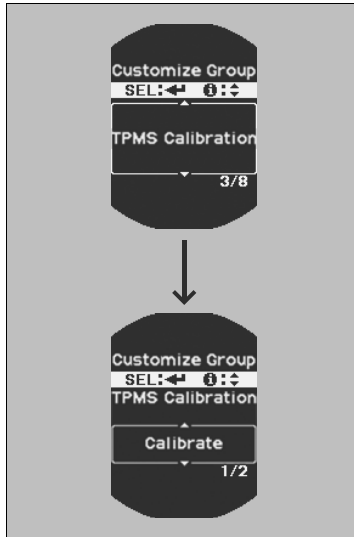 Customize Group
SEL:↵ ℹ:↕
TPMS Calibration
3/8
Customize Group
SEL:↵ ℹ:↕
TPMS Calibration
Calibrate
1/2